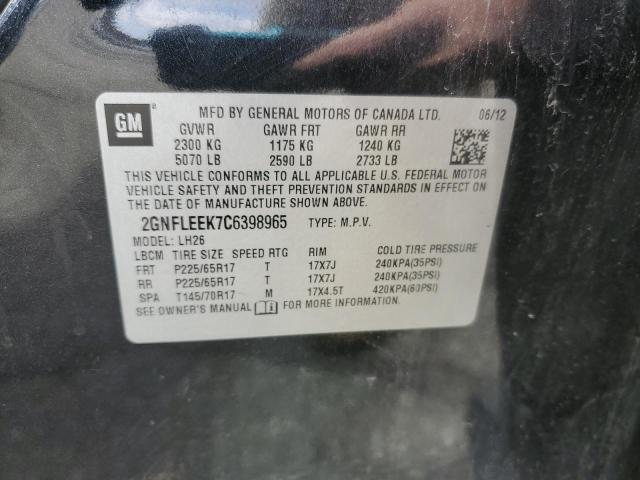 GM
MFD BY GENERAL MOTORS OF CANADA LTD. 06/12
GVWR GAWR FRT GAWR RR
2300 KG 1175 KG 1240 KG
5070 LB 2590 LB 2733 LB
THIS VEHICLE CONFORMS TO ALL APPLICABLE U.S. FEDERAL MOTOR
VEHICLE SAFETY AND THEFT PREVENTION STANDARDS IN EFFECT ON
THE DATE OF MANUFACTURE SHOWN ABOVE.
2GNFLEEK7C6398965 TYPE: M.P.V.
MODEL: LH26
LBCM TIRE SIZE SPEED RTG RIM COLD TIRE PRESSURE
FRT P225/65R17 T 17X7J 240KPA(35PSI)
RR P225/65R17 T 17X7J 240KPA(35PSI)
SPA T145/70R17 M 17X4.5T 420KPA(60PSI)
SEE OWNER'S MANUAL FOR MORE INFORMATION.